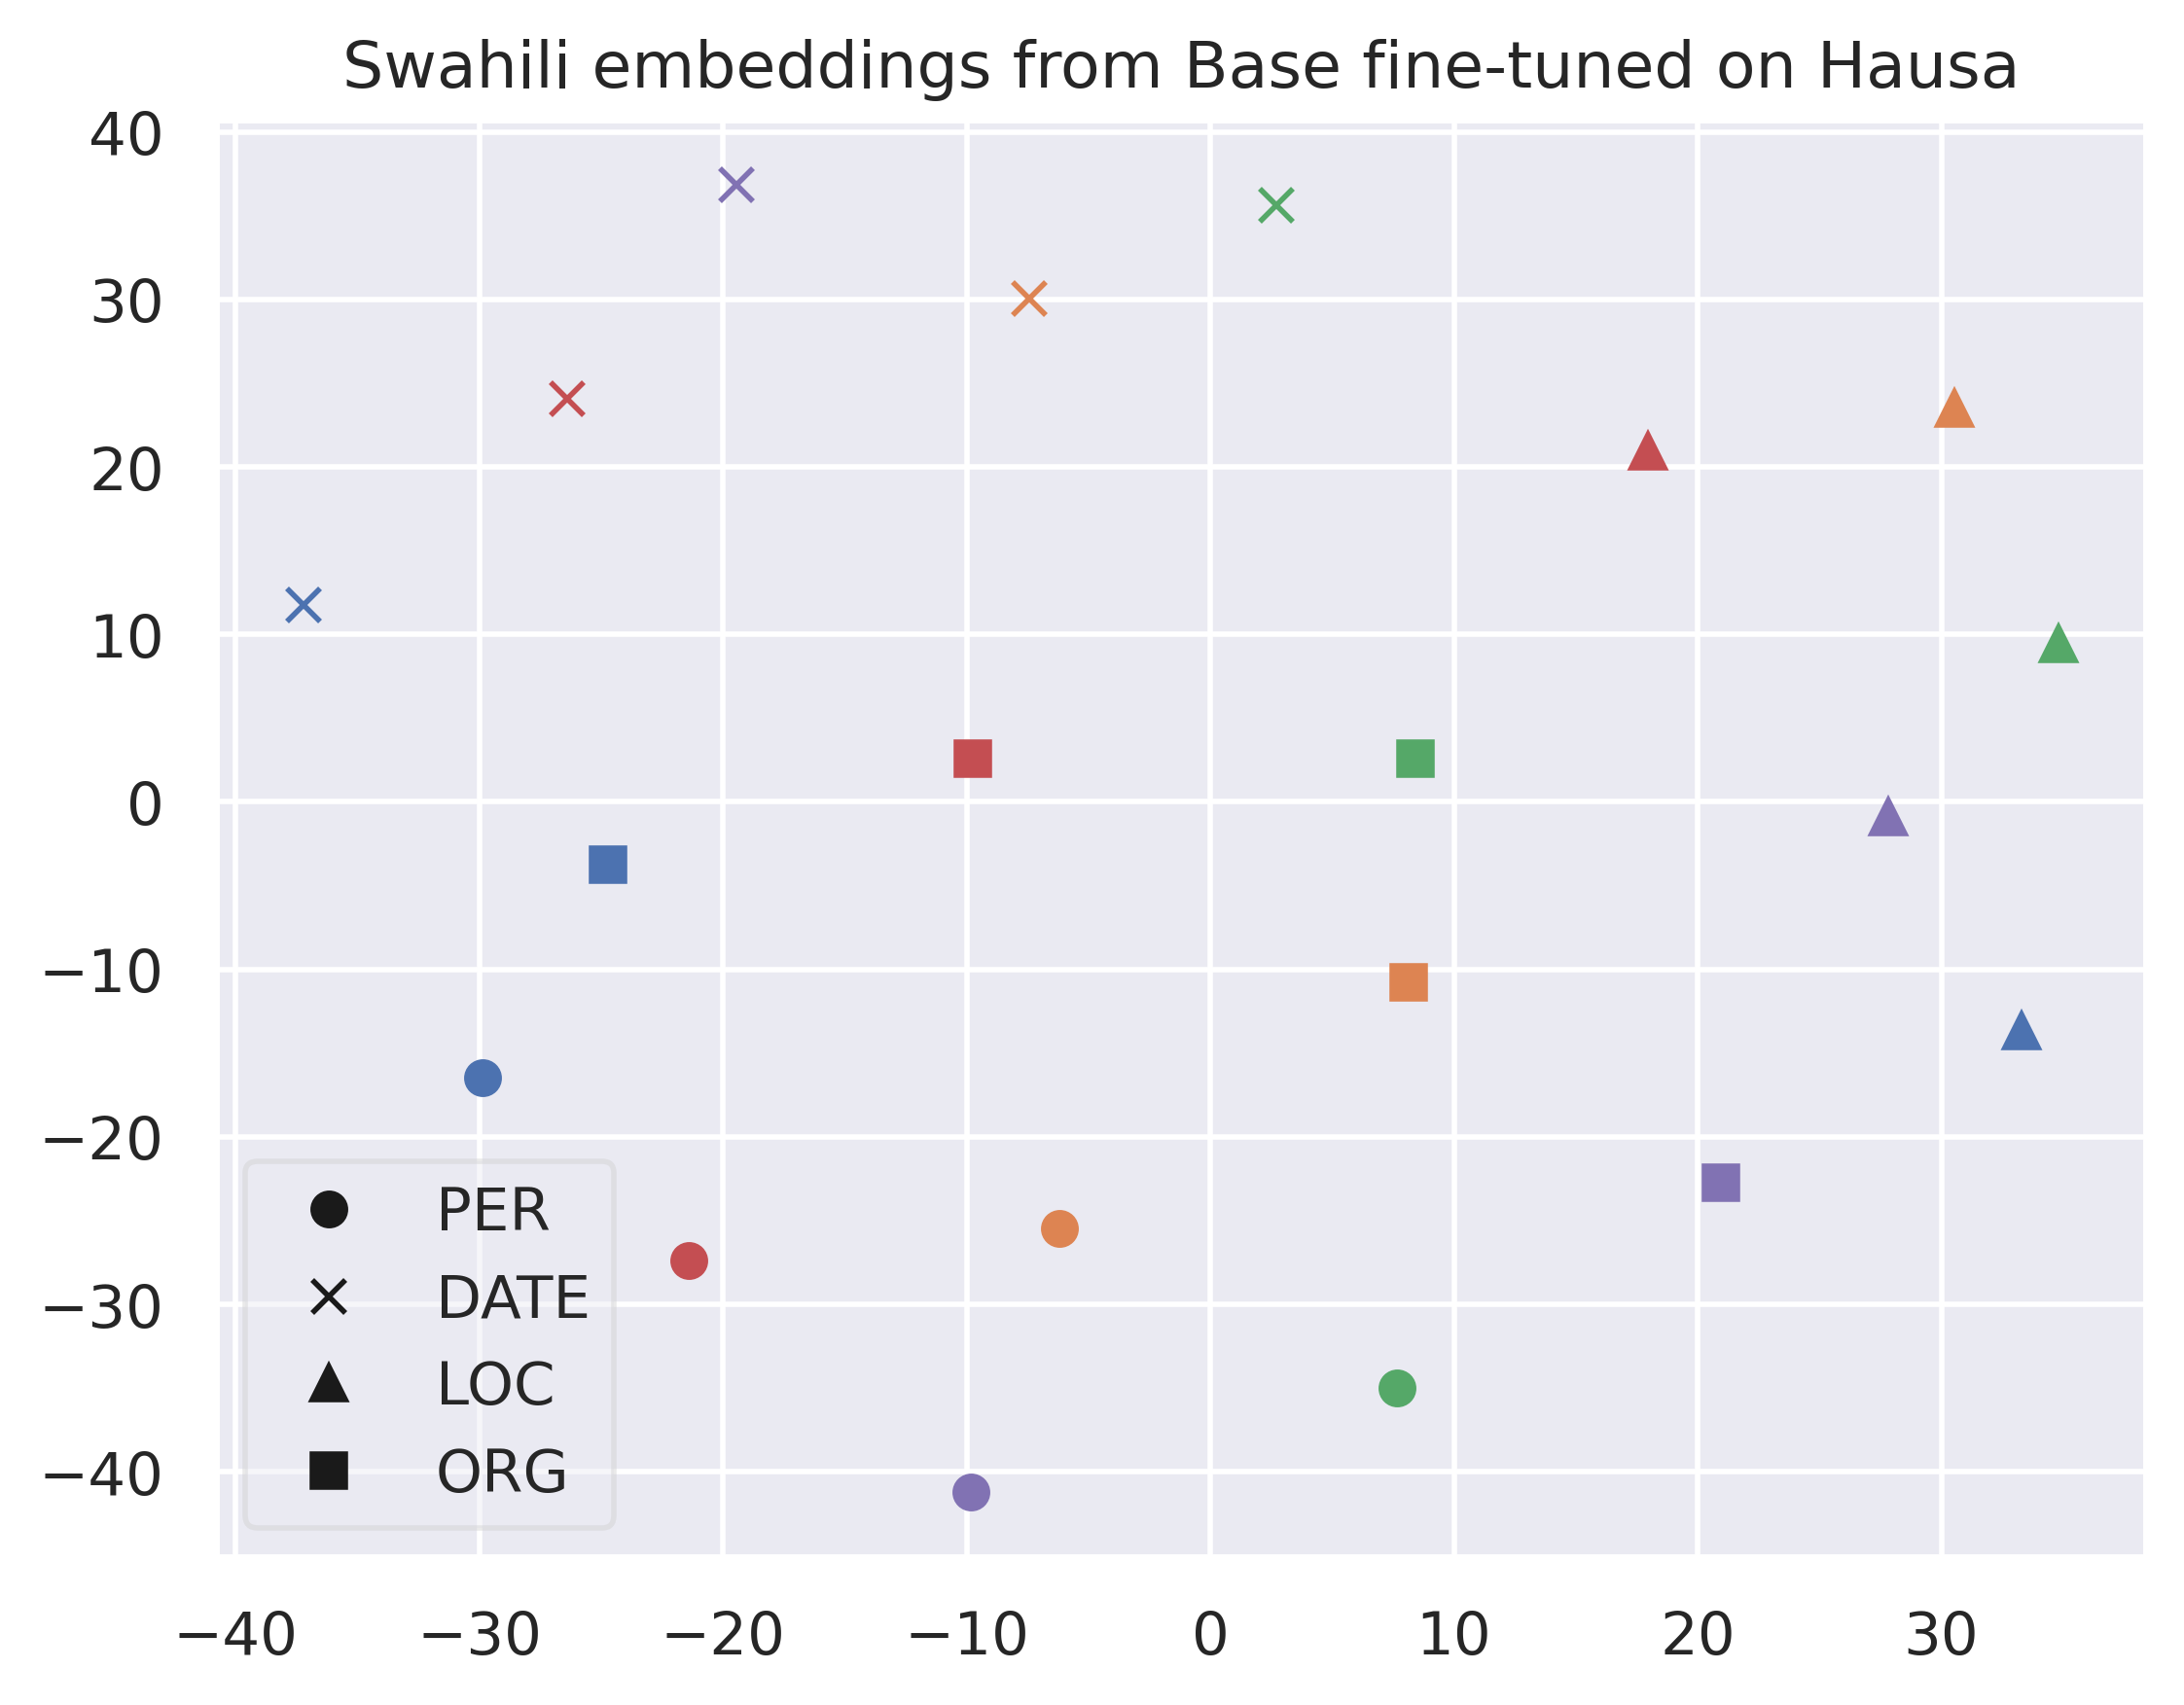 Swahili embeddings from Base fine-tuned on Hausa
40
30
20
10
0
−10
−20
−30
−40
PER
DATE
LOC
ORG
−40 −30 −20 −10 0 10 20 30